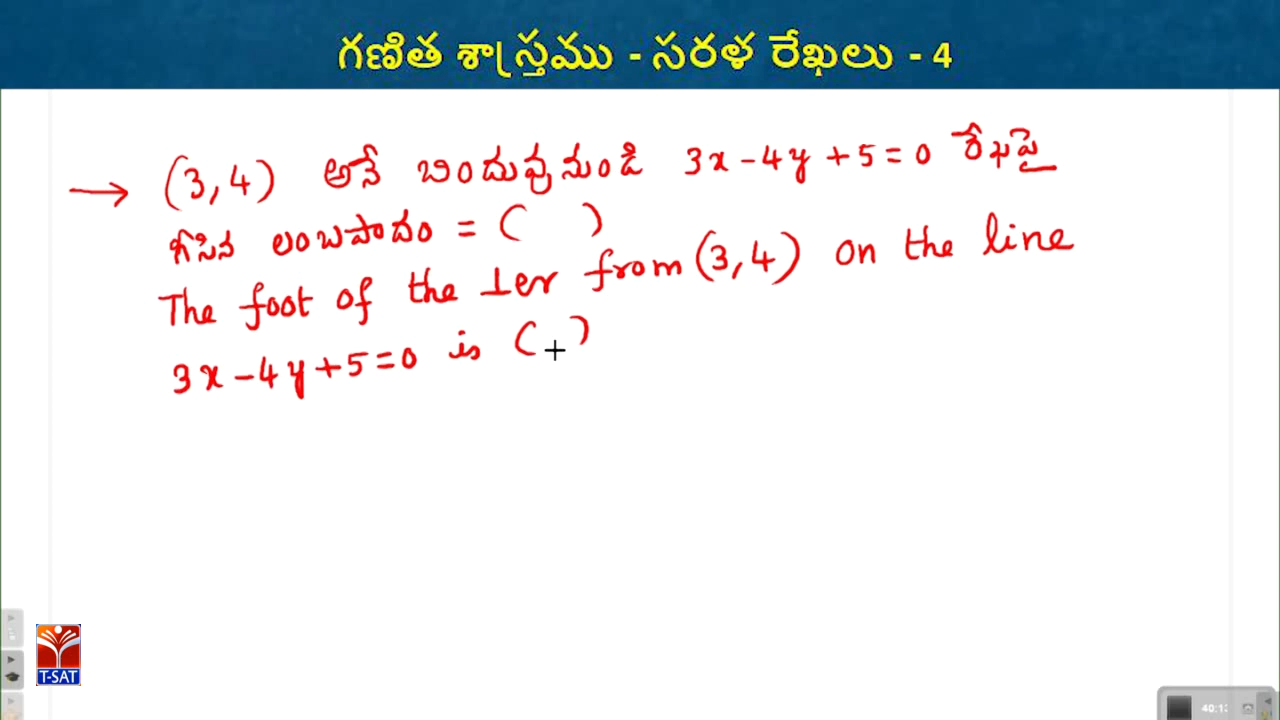 గణిత శాస్త్రము - సరళ రేఖలు - 4
→ (3,4) అనే బిందువునుండి 3x-4y+5=0 రేఖపై
గీసిన లంబపాదం = (  )
The foot of the ⊥er from (3,4) on the line
3x-4y+5=0 is (  )
T-SAT